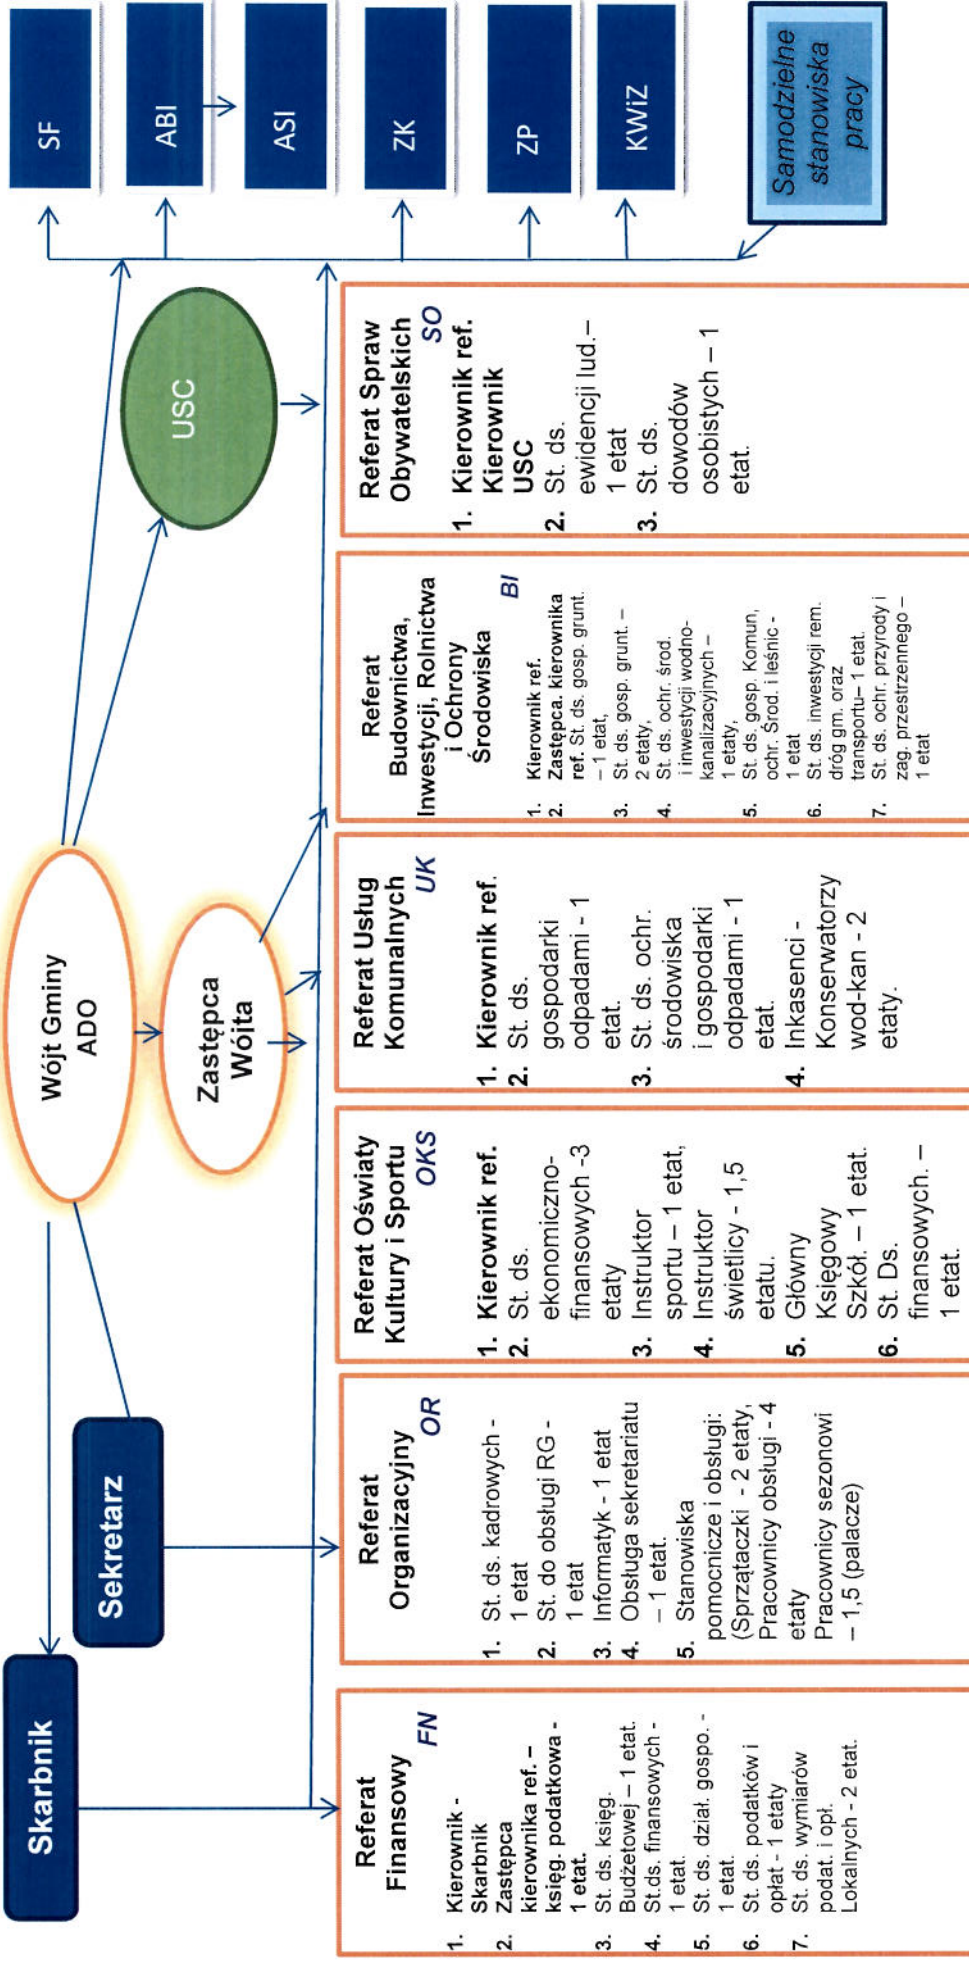 Wójt Gminy
ADO
Zastępca
Wójta
Skarbnik
Sekretarz
USC
SF
ABI
ASI
ZK
ZP
KWiZ
Samodzielne
stanowiska
pracy
Referat
Finansowy
FN
1. Kierownik -
Skarbnik
2. Zastępca
kierownika ref. –
księg. podatkowa -
1 etat.
3. St. ds. księg.
Budżetowej – 1 etat.
4. St.ds. finansowych -
1 etat.
5. St. ds. dział. gospo. -
1 etat.
6. St. ds. podatków i
opłat - 1 etaty
7. St. ds. wymiarów
podat. i opł.
Lokalnych - 2 etat.
Referat
Organizacyjny
OR
1. St. ds. kadrowych -
1 etat
2. St. do obsługi RG -
1 etat
3. Informatyk - 1 etat
4. Obsługa sekretariatu
– 1 etat.
5. Stanowiska
pomocnicze i obsługi:
(Sprzątaczki - 2 etaty,
Pracownicy obsługi - 4
etaty
Pracownicy sezonowi
– 1,5 (palacze)
Referat Oświaty
Kultury i Sportu
OKS
1. Kierownik ref.
2. St. ds.
ekonomiczno-
finansowych -3
etaty
3. Instruktor
sportu – 1 etat,
4. Instruktor
świetlicy - 1,5
etatu.
5. Główny
Księgowy
Szkół. – 1 etat.
6. St. Ds.
finansowych. –
1 etat.
Referat Usług
Komunalnych
UK
1. Kierownik ref.
2. St. ds.
gospodarki
odpadami - 1
etat.
3. St. ds. ochr.
środowiska
i gospodarki
odpadami - 1
etat.
4. Inkasenci -
Konserwatorzy
wod-kan - 2
etaty.
Referat
Budownictwa,
Inwestycji, Rolnictwa
i Ochrony
Środowiska
BI
1. Kierownik ref.
2. Zastępca. kierownika
ref. St. ds. gosp. grunt.
– 1 etat,
3. St. ds. gosp. grunt. –
2 etaty,
4. St. ds. ochr. środ.
i inwestycji wodno-
kanalizacyjnych –
1 etaty,
5. St. ds. gosp. Komun,
ochr. Środ. i leśnic -
1 etat
6. St. ds. inwestycji rem.
dróg gm. oraz
transportu– 1 etat.
7. St. ds. ochr. przyrody i
zag. przestrzennego –
1 etat
Referat Spraw
Obywatelskich
SO
1. Kierownik ref.
Kierownik
USC
2. St. ds.
ewidencji lud.–
1 etat
3. St. ds.
dowodów
osobistych – 1
etat.